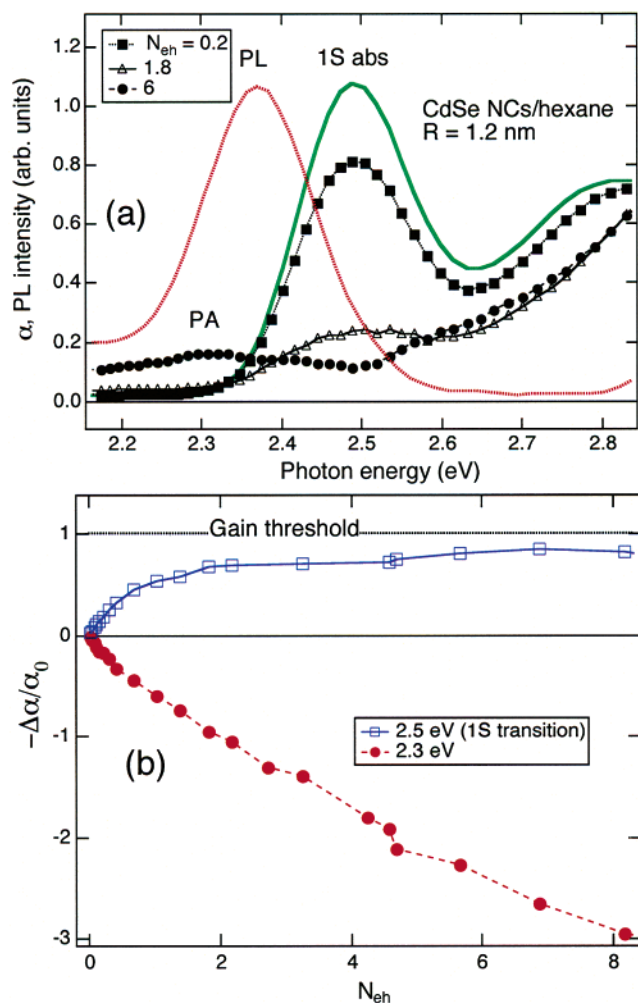 1.2
1.0
0.8
0.6
0.4
0.2
0.0
α, PL intensity (arb. units)
N_eh = 0.2
1.8
6
PL
1S abs
CdSe NCs/hexane
R = 1.2 nm
(a)
PA
2.2 2.3 2.4 2.5 2.6 2.7 2.8
Photon energy (eV)
Gain threshold
1
0
-1
-2
-3
−Δα/α₀
2.5 eV (1S transition)
2.3 eV
(b)
0 2 4 6 8
N_eh